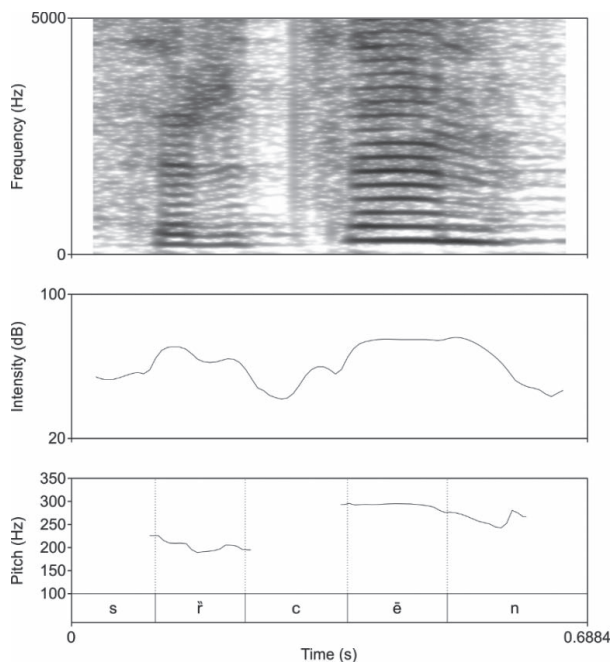 5000
Frequency (Hz)
0
100
Intensity (dB)
20
350
300
250
200
150
100
Pitch (Hz)
s ȑ c ē n
0 0.6884
Time (s)